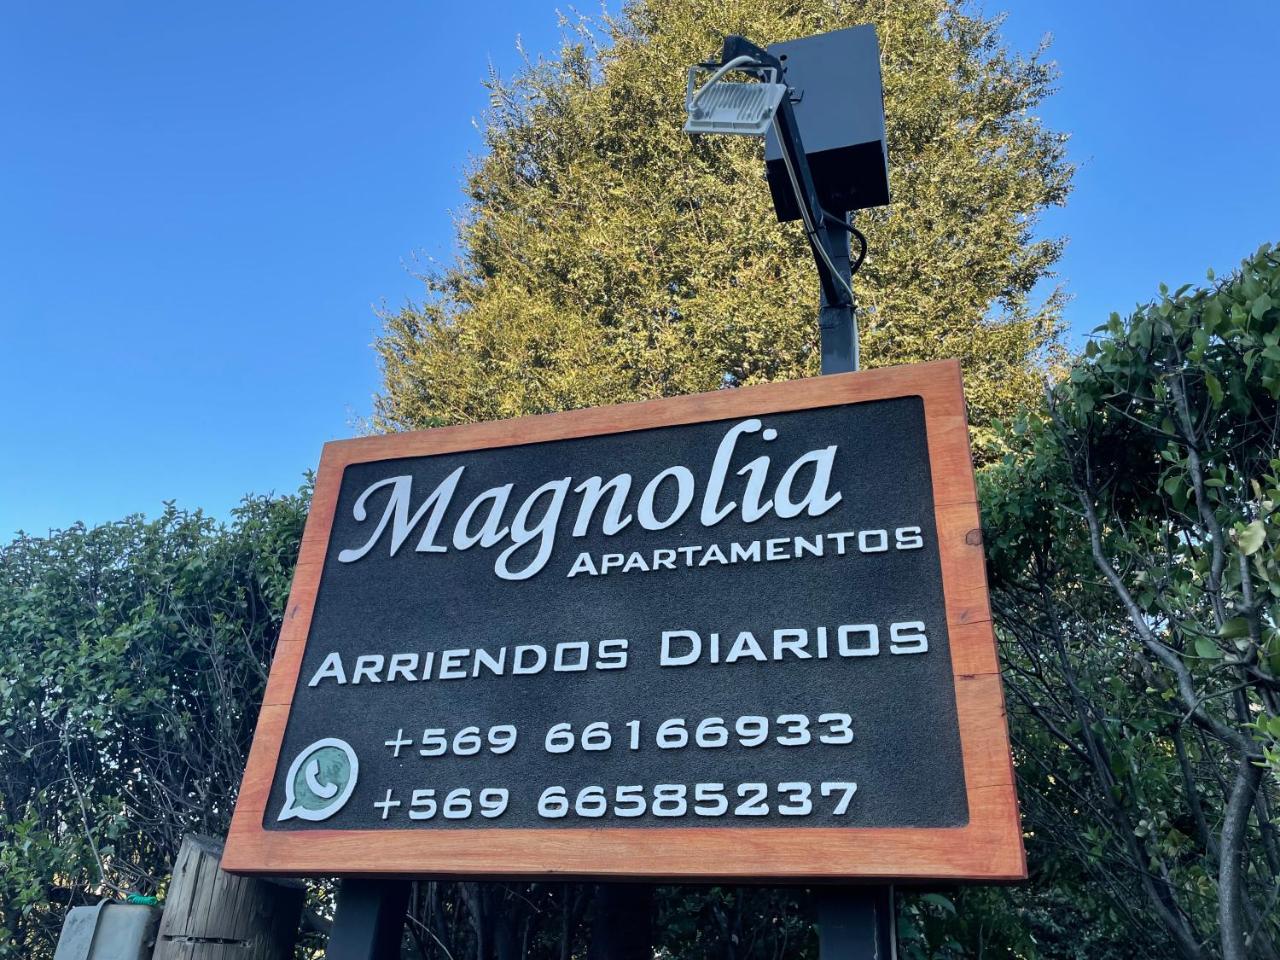 Magnolia
APARTAMENTOS
ARRIENDOS DIARIOS
+569 66166933
+569 66585237